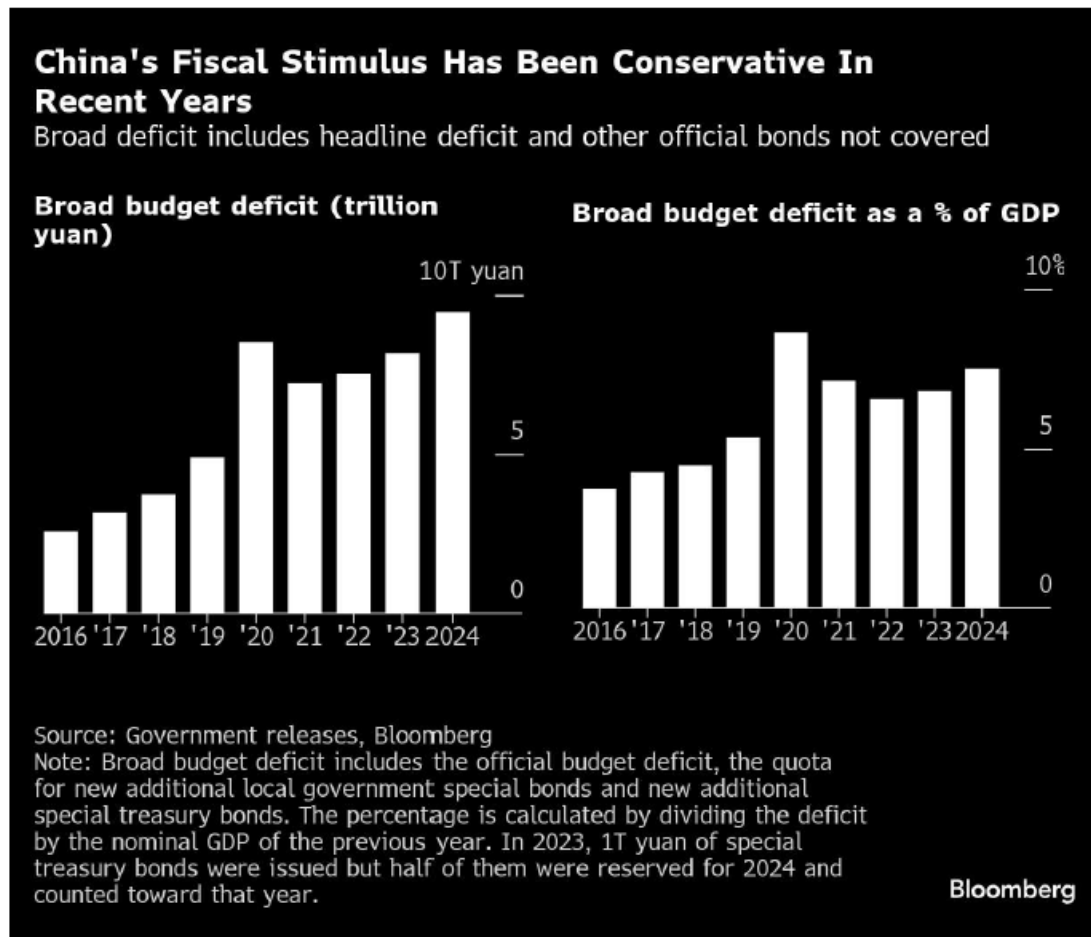 China's Fiscal Stimulus Has Been Conservative In
Recent Years
Broad deficit includes headline deficit and other official bonds not covered
Broad budget deficit (trillion
yuan)
10T yuan
5
0
2016 '17 '18 '19 '20 '21 '22 '23 2024
Broad budget deficit as a % of GDP
10%
5
0
2016 '17 '18 '19 '20 '21 '22 '23 2024
Source: Government releases, Bloomberg
Note: Broad budget deficit includes the official budget deficit, the quota
for new additional local government special bonds and new additional
special treasury bonds. The percentage is calculated by dividing the deficit
by the nominal GDP of the previous year. In 2023, 1T yuan of special
treasury bonds were issued but half of them were reserved for 2024 and
counted toward that year.
Bloomberg